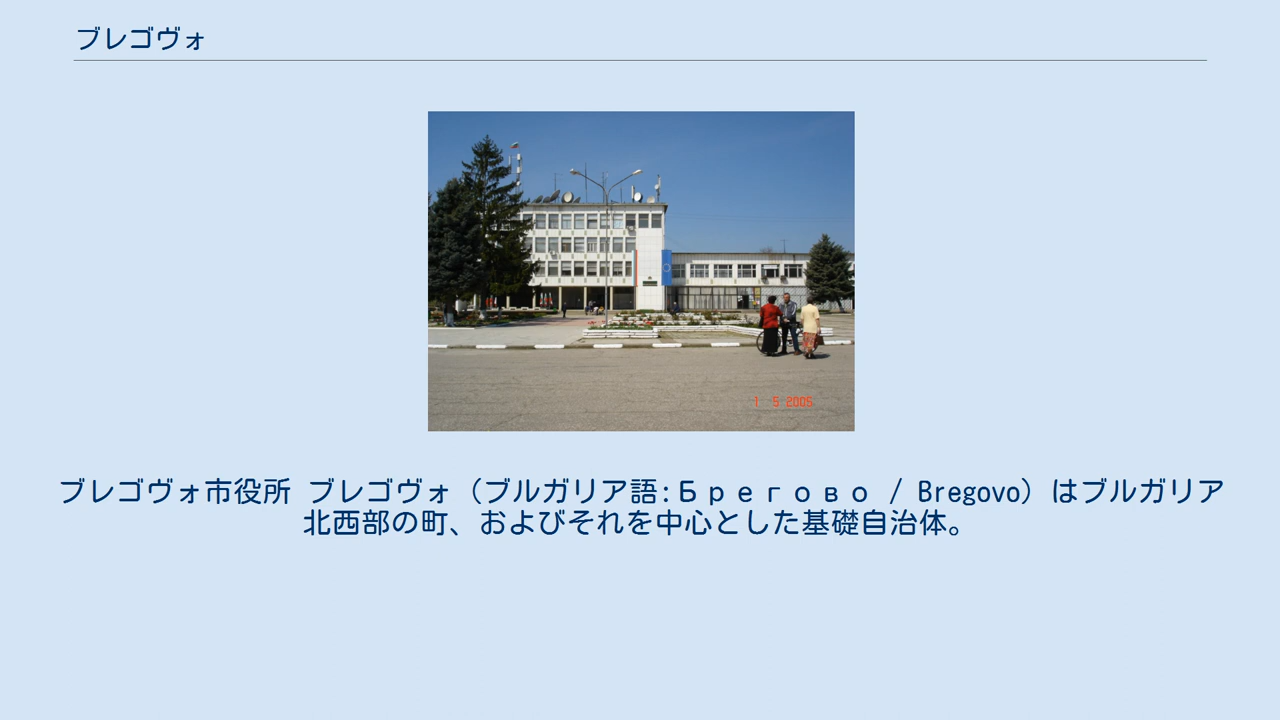 ブレゴヴォ
1 5 2005
ブレゴヴォ市役所 ブレゴヴォ（ブルガリア語:Брегово / Bregovo）はブルガリア
北西部の町、およびそれを中心とした基礎自治体。